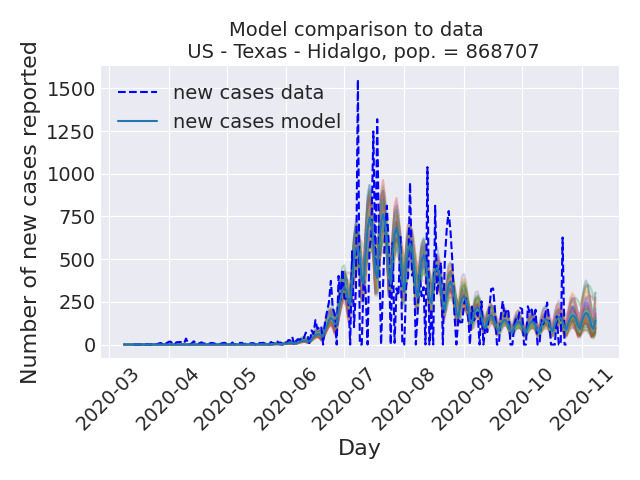 Model comparison to data
US - Texas - Hidalgo, pop. = 868707
Number of new cases reported
1500
1250
1000
750
500
250
0
new cases data
new cases model
2020-03
2020-04
2020-05
2020-06
2020-07
2020-08
2020-09
2020-10
2020-11
Day